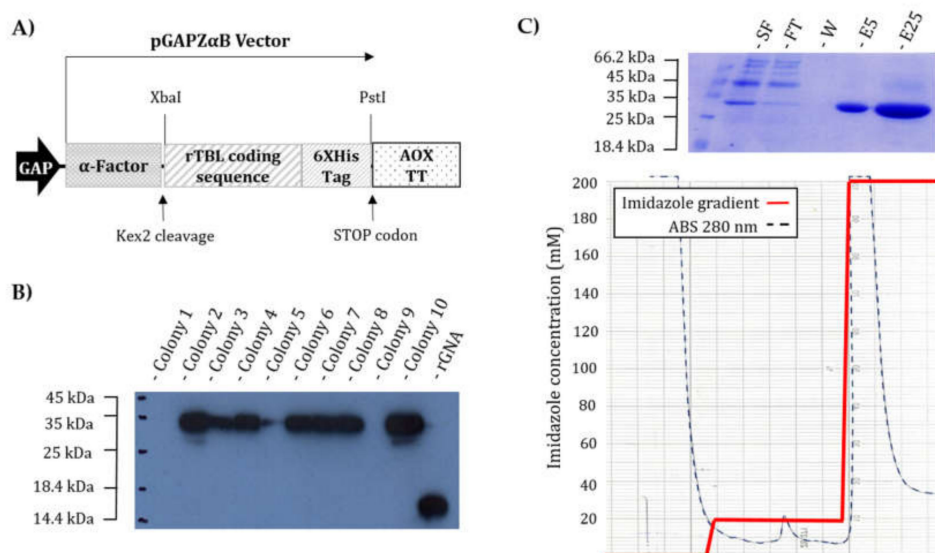 A)
pGAPZαB Vector
XbaI
PstI
GAP
α-Factor
rTBL coding
sequence
6XHis
Tag
AOX
TT
Kex2 cleavage
STOP codon
B)
- Colony 1
- Colony 2
- Colony 3
- Colony 4
- Colony 5
- Colony 6
- Colony 7
- Colony 8
- Colony 9
- Colony 10
- rGNA
45 kDa
35 kDa
25 kDa
18.4 kDa
14.4 kDa
C)
- SF
- FT
- W
- E5
- E25
66.2 kDa
45 kDa
35 kDa
25 kDa
18.4 kDa
Imidazole gradient
ABS 280 nm
Imidazole concentration (mM)
200
180
160
140
120
100
80
60
40
20